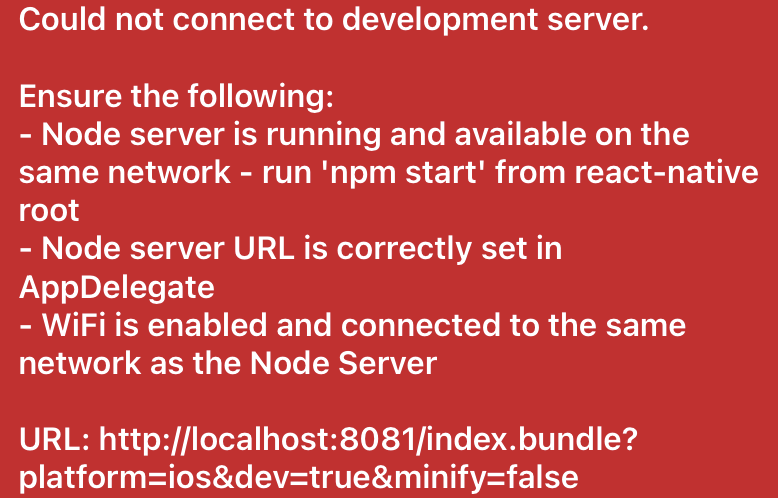 Could not connect to development server.
Ensure the following:
- Node server is running and available on the
same network - run 'npm start' from react-native
root
- Node server URL is correctly set in
AppDelegate
- WiFi is enabled and connected to the same
network as the Node Server
URL: http://localhost:8081/index.bundle?
platform=ios&dev=true&minify=false